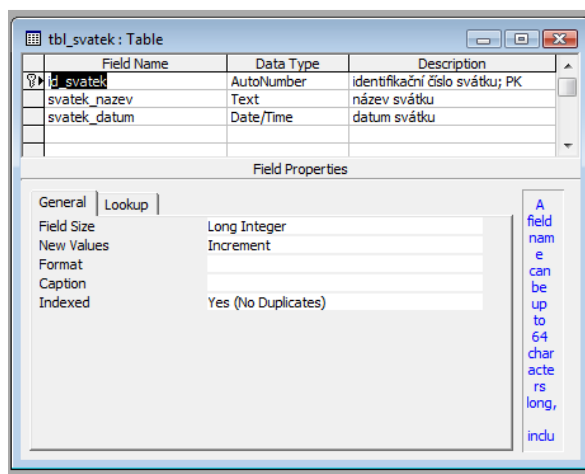 tbl_svatek : Table
Field Name Data Type Description
id_svatek AutoNumber identifikační číslo svátku; PK
svatek_nazev Text název svátku
svatek_datum Date/Time datum svátku
Field Properties
General Lookup
Field Size Long Integer
New Values Increment
Format
Caption
Indexed Yes (No Duplicates)
A
field
nam
e
can
be
up
to
64
char
acte
rs
long,
inclu